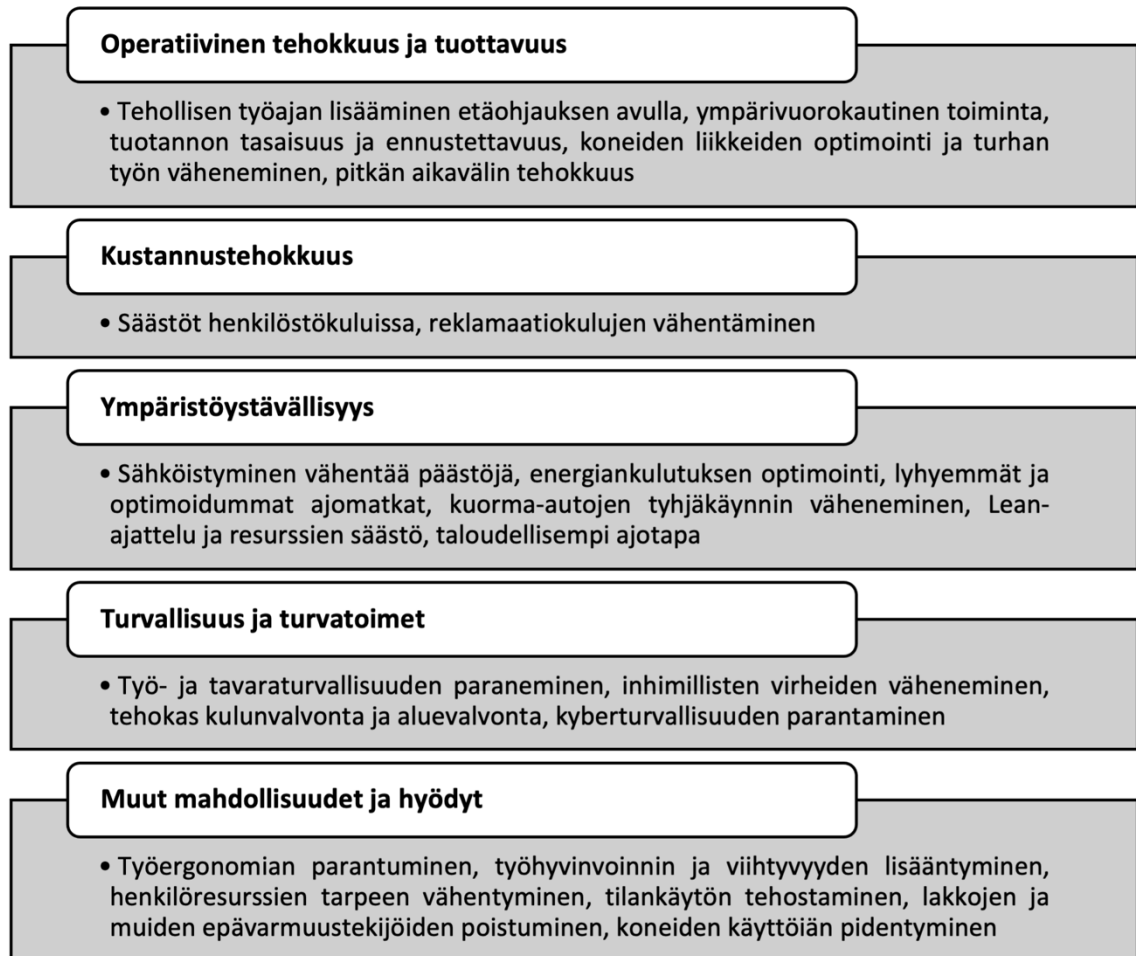 Operatiivinen tehokkuus ja tuottavuus
• Tehollisen työajan lisääminen etäohjauksen avulla, ympärivuorokautinen toiminta,
tuotannon tasaisuus ja ennustettavuus, koneiden liikkeiden optimointi ja turhan
työn väheneminen, pitkän aikavälin tehokkuus
Kustannustehokkuus
• Säästöt henkilöstökuluissa, reklamaatiokulujen vähentäminen
Ympäristöystävällisyys
• Sähköistyminen vähentää päästöjä, energiankulutuksen optimointi, lyhyemmät ja
optimoidummat ajomatkat, kuorma-autojen tyhjäkäynnin väheneminen, Lean-
ajattelu ja resurssien säästö, taloudellisempi ajotapa
Turvallisuus ja turvatoimet
• Työ- ja tavaraturvallisuuden paraneminen, inhimillisten virheiden väheneminen,
tehokas kulunvalvonta ja aluevalvonta, kyberturvallisuuden parantaminen
Muut mahdollisuudet ja hyödyt
• Työergonomian parantuminen, työhyvinvoinnin ja viihtyvyyden lisääntyminen,
henkilöresurssien tarpeen vähentyminen, tilankäytön tehostaminen, lakkojen ja
muiden epävarmuustekijöiden poistuminen, koneiden käyttöiän pidentyminen